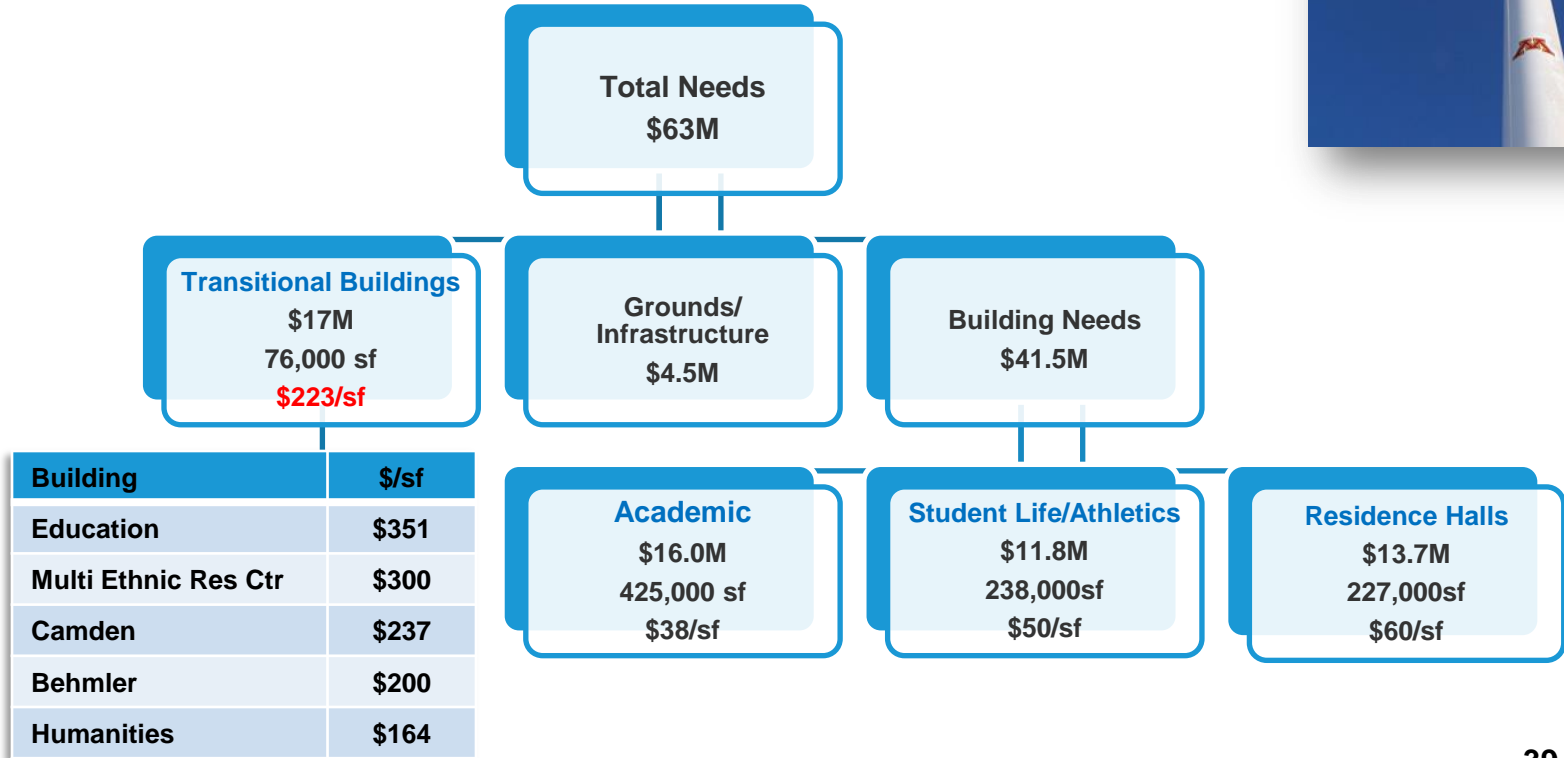 Total Needs
$63M
Transitional Buildings
$17M
76,000 sf
$223/sf
Grounds/
Infrastructure
$4.5M
Building Needs
$41.5M
Building $/sf
Education $351
Multi Ethnic Res Ctr $300
Camden $237
Behmler $200
Humanities $164
Academic
$16.0M
425,000 sf
$38/sf
Student Life/Athletics
$11.8M
238,000sf
$50/sf
Residence Halls
$13.7M
227,000sf
$60/sf
M